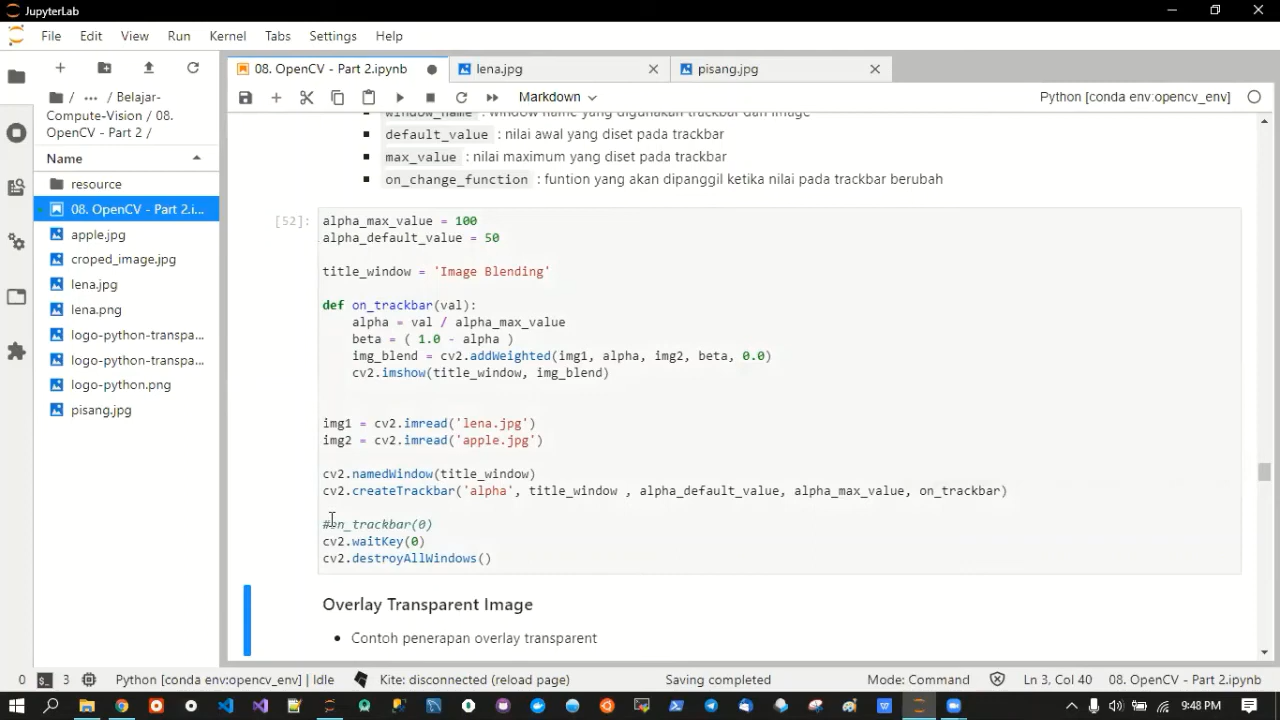 JupyterLab
File Edit View Run Kernel Tabs Settings Help
08. OpenCV - Part 2.ipynb
lena.jpg
pisang.jpg
Markdown
Python [conda env:opencv_env]
/ ... / Belajar-
Compute-Vision / 08.
OpenCV - Part 2 /
Name
resource
08. OpenCV - Part 2.i...
apple.jpg
croped_image.jpg
lena.jpg
lena.png
logo-python-transpa...
logo-python-transpa...
logo-python.png
pisang.jpg
window_name : window name yang digunakan trackbar dan image
default_value : nilai awal yang diset pada trackbar
max_value : nilai maximum yang diset pada trackbar
on_change_function : funtion yang akan dipanggil ketika nilai pada trackbar berubah
[52]:
alpha_max_value = 100
alpha_default_value = 50
title_window = 'Image Blending'
def on_trackbar(val):
alpha = val / alpha_max_value
beta = ( 1.0 - alpha )
img_blend = cv2.addWeighted(img1, alpha, img2, beta, 0.0)
cv2.imshow(title_window, img_blend)
img1 = cv2.imread('lena.jpg')
img2 = cv2.imread('apple.jpg')
cv2.namedWindow(title_window)
cv2.createTrackbar('alpha', title_window , alpha_default_value, alpha_max_value, on_trackbar)
#on_trackbar(0)
cv2.waitKey(0)
cv2.destroyAllWindows()
Overlay Transparent Image
Contoh penerapan overlay transparent
0 3 Python [conda env:opencv_env] | Idle Kite: disconnected (reload page) Saving completed Mode: Command Ln 3, Col 40 08. OpenCV - Part 2.ipynb
9:48 PM